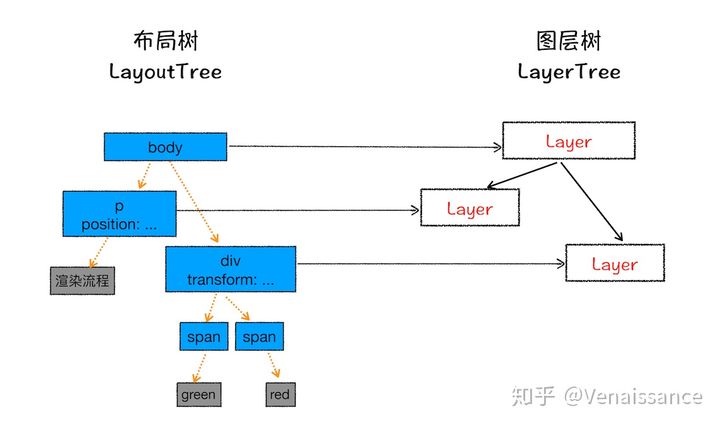 布局树
LayoutTree
图层树
LayerTree
body
Layer
p
position: ...
Layer
div
transform: ...
Layer
渲染流程
span
span
green
red
知乎 @Venaissance